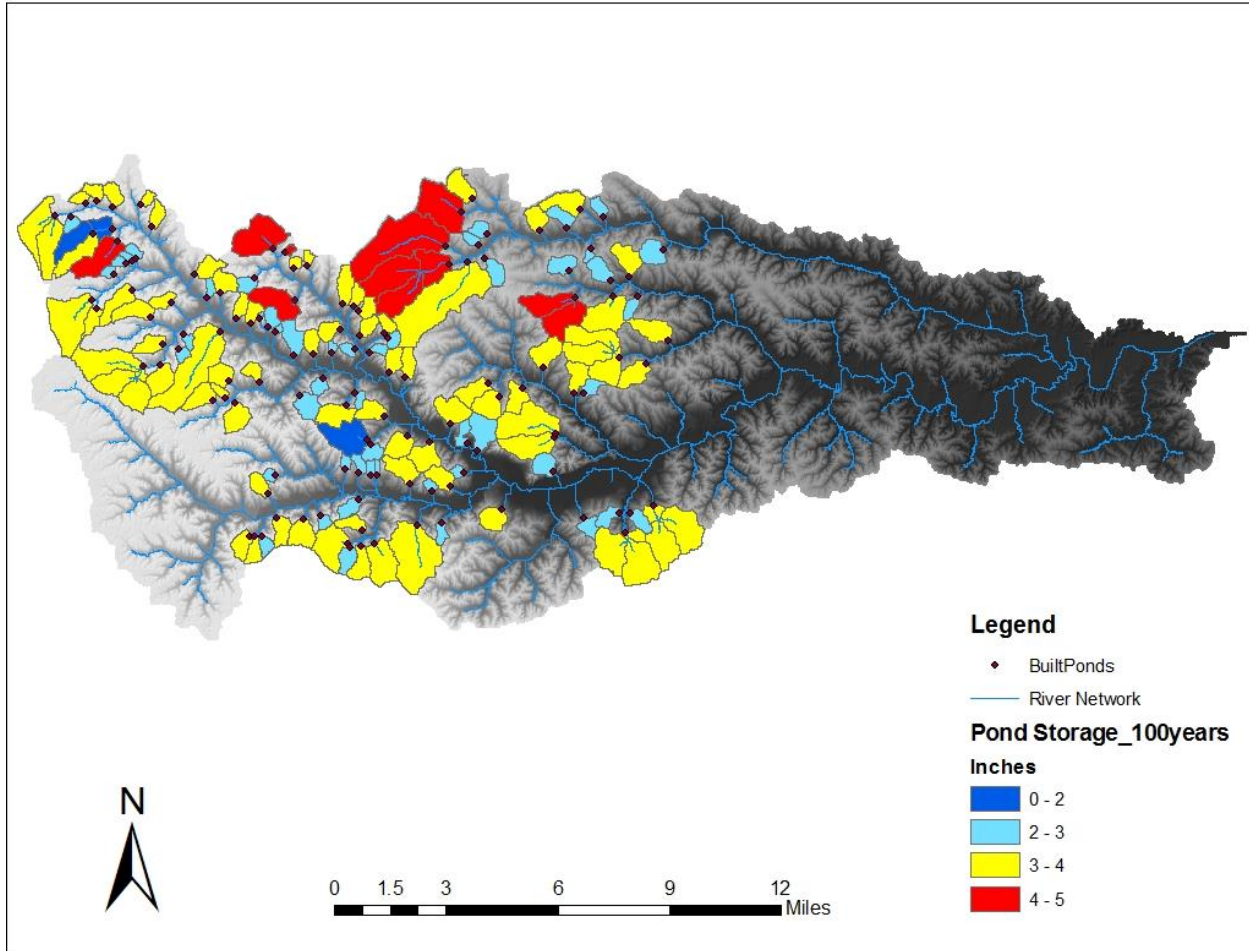 Legend
BuiltPonds
River Network
Pond Storage_100years
Inches
0 - 2
2 - 3
3 - 4
4 - 5
N
0 1.5 3 6 9 12
Miles